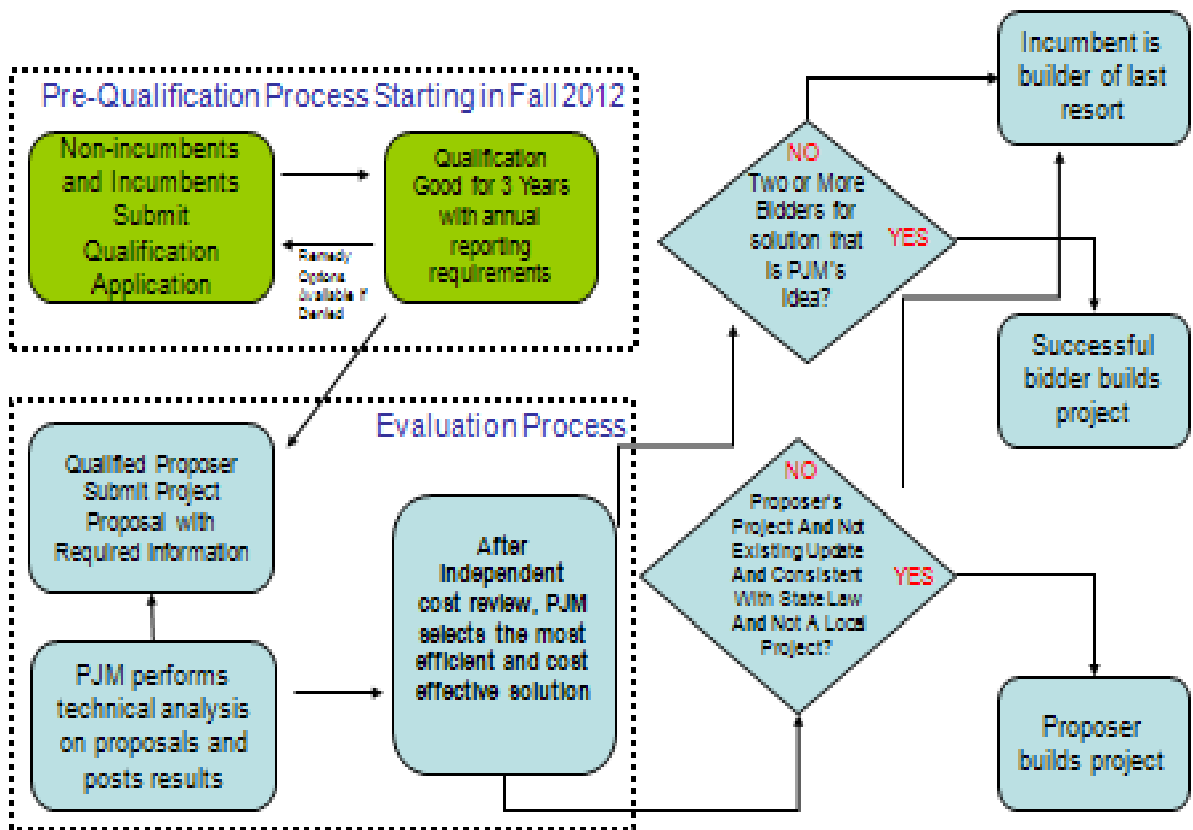 Pre-Qualification Process Starting in Fall 2012
Non-incumbents
and Incumbents
Submit
Qualification
Application
Qualification
Good for 3 Years
with annual
reporting
requirements
Remedy
Options
Available if
Denied
Evaluation Process
Qualified Proposer
Submit Project
Proposal with
Required Information
PJM performs
technical analysis
on proposals and
posts results
After
Independent
cost review, PJM
selects the most
efficient and cost
effective solution
NO
Two or More
Bidders for
solution that
is PJM's
Idea?
YES
NO
Proposer's
Project And Not
Existing Update
And Consistent
With State Law
And Not A Local
Project?
YES
Incumbent is
builder of last
resort
Successful
bidder builds
project
Proposer
builds project